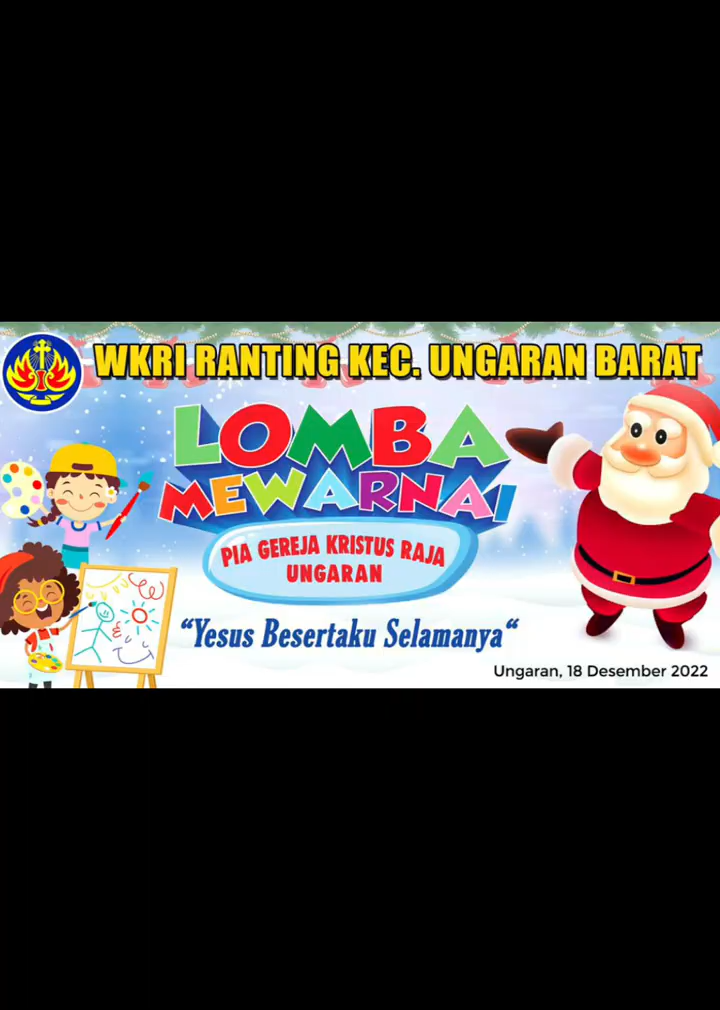 WKRI RANTING KEC. UNGARAN BARAT
LOMBA
MEWARNAI
PIA GEREJA KRISTUS RAJA
UNGARAN
“Yesus Besertaku Selamanya“
Ungaran, 18 Desember 2022